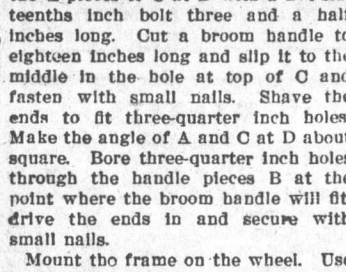 teenths inch bolt three and a hal
inches long. Cut a broom handle to
eighteen inches long and slip it to th
middle in the hole at top of C and
fasten with small nails. Shave the
ends to fit three-quarter inch holes
Make the angle of A and C at D about
square. Bore three-quarter inch holes
through the handle pieces B at the
point where the broom handle will fit
drive the ends in and secure with
small nails.
Mount tho frame on the wheel. Use